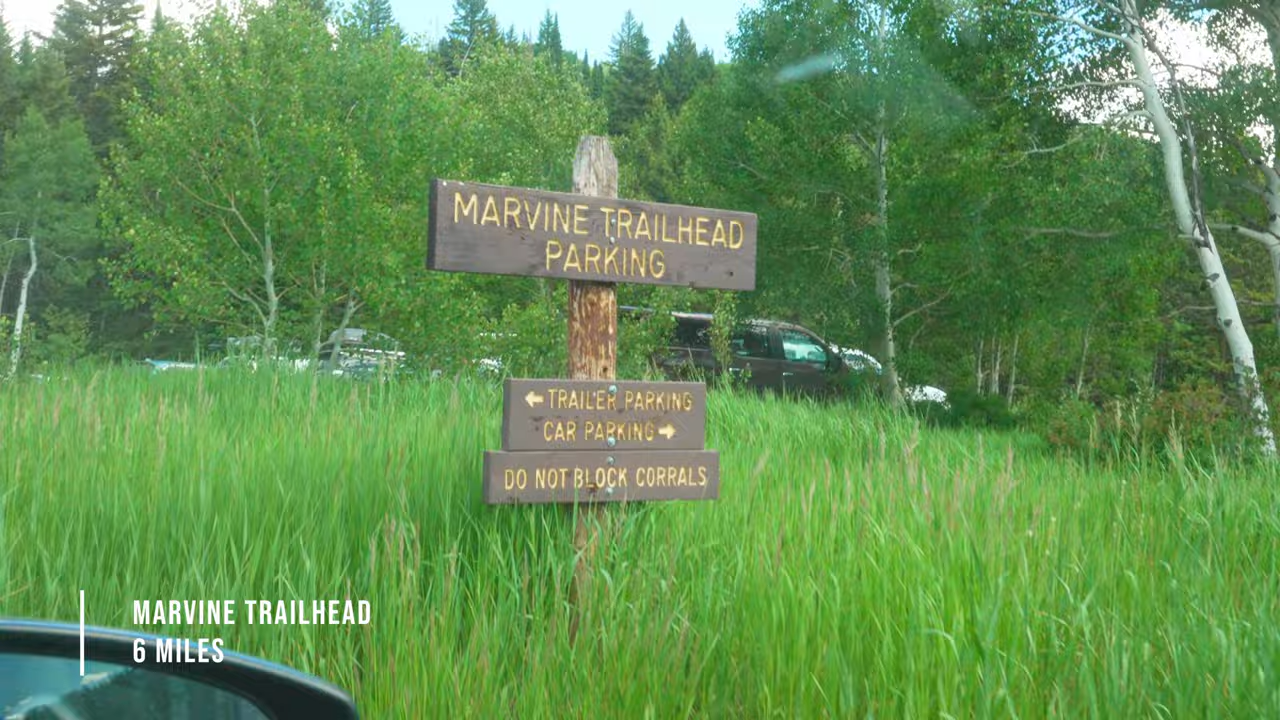 MARVINE TRAILHEAD
PARKING
← TRAILER PARKING
CAR PARKING →
DO NOT BLOCK CORRALS
MARVINE TRAILHEAD
6 MILES